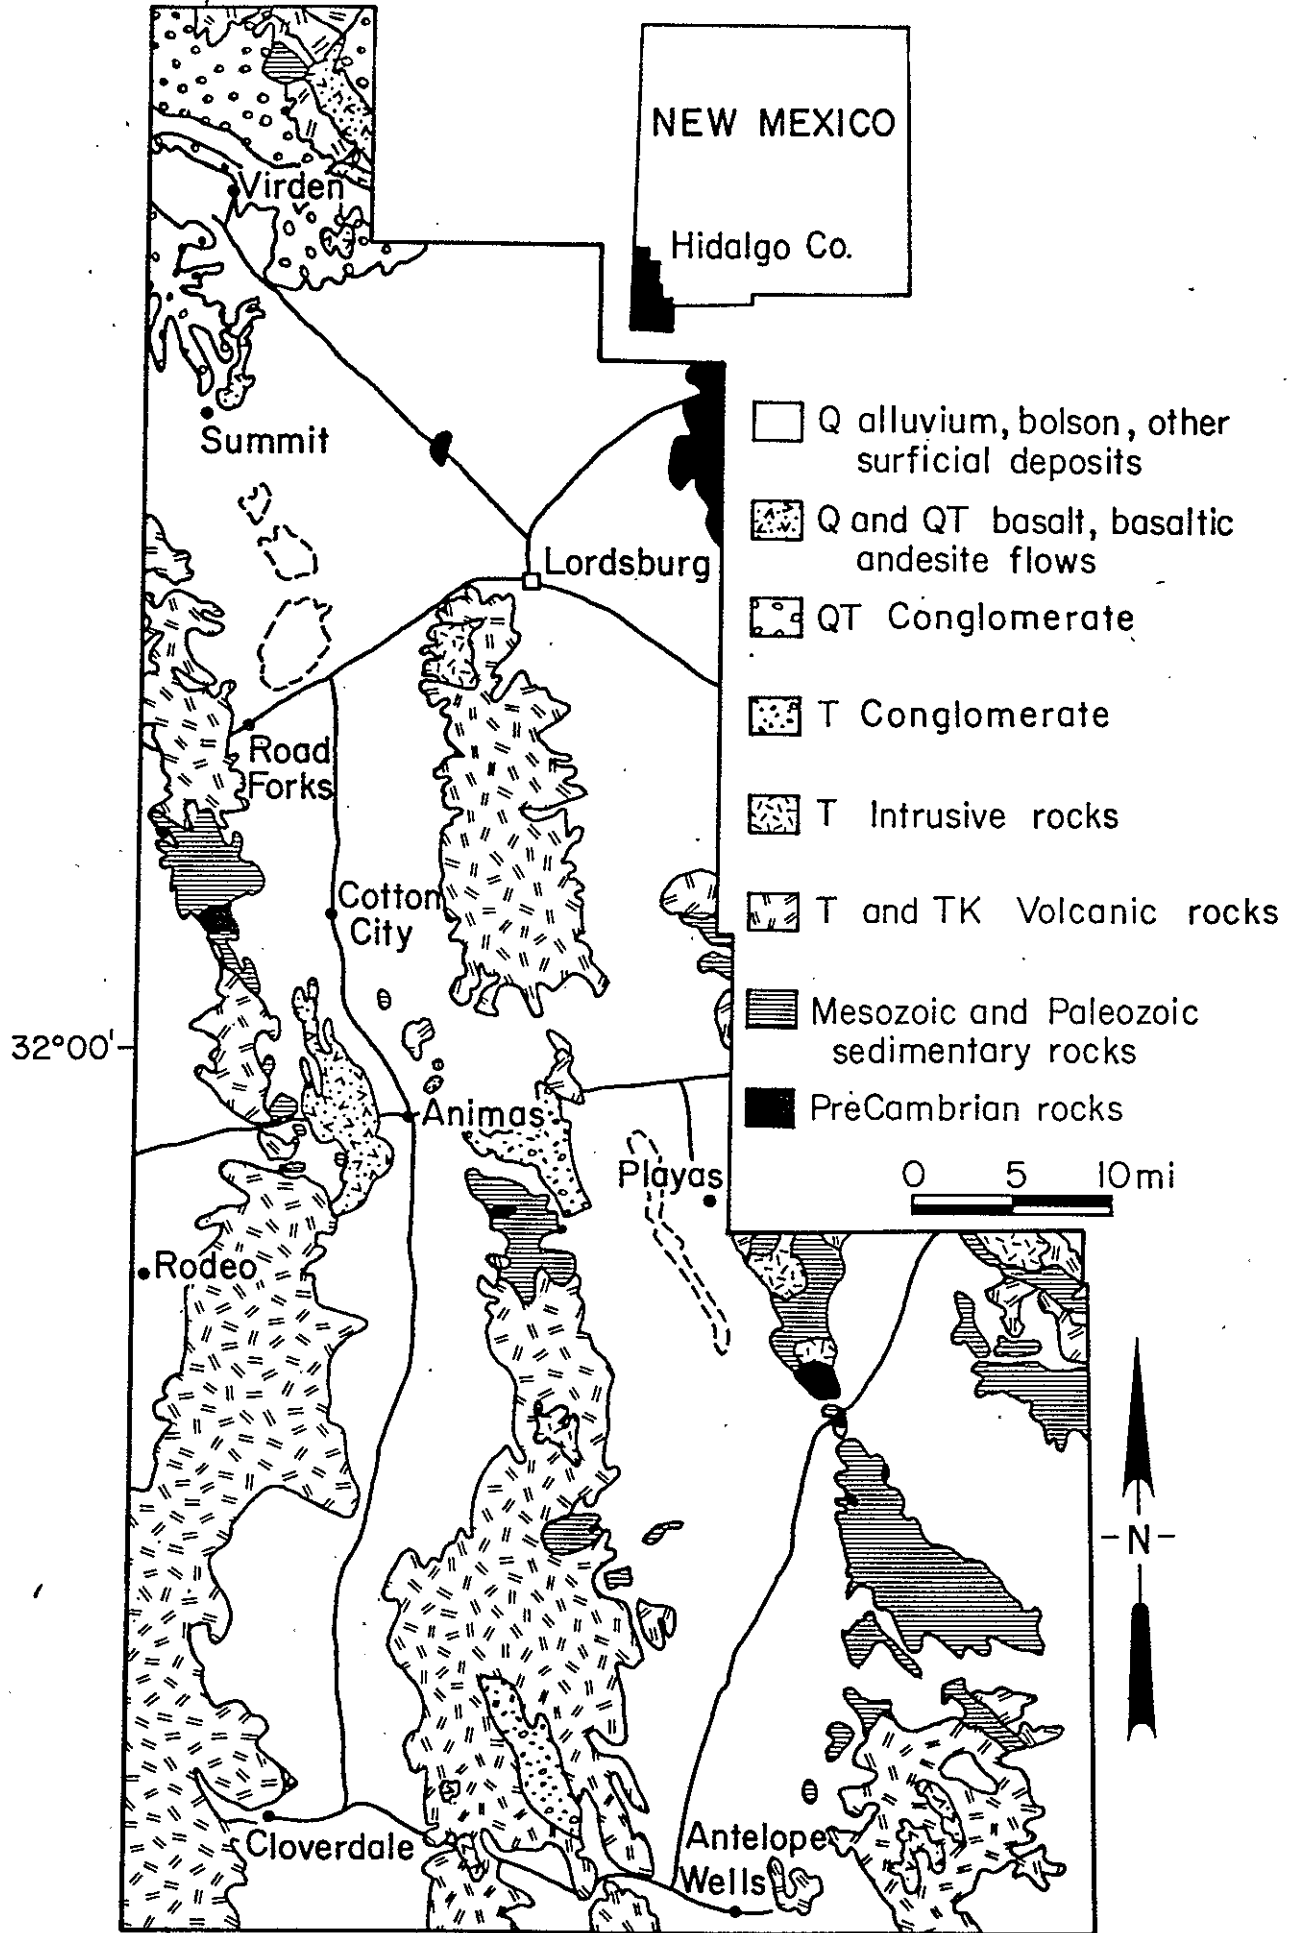 NEW MEXICO
Hidalgo Co.
Virden
Summit
Lordsburg
Road
Forks
Cotton
City
32°00'
Animas
Playas
Rodeo
Cloverdale
Antelope
Wells
Q alluvium, bolson, other
surficial deposits
Q and QT basalt, basaltic
andesite flows
QT Conglomerate
T Conglomerate
T Intrusive rocks
T and TK Volcanic rocks
Mesozoic and Paleozoic
sedimentary rocks
PreCambrian rocks
0 5 10 mi
-N-